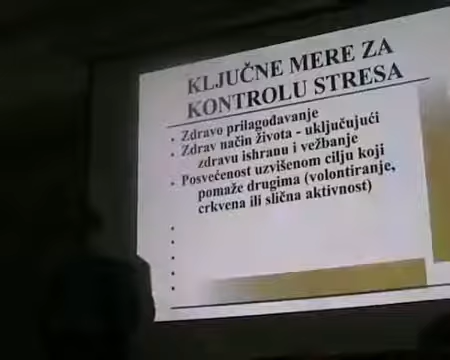 KLJUČNE MERE ZA
KONTROLU STRESA
• Zdravo prilagođavanje
• Zdrav način života - uključujući
zdravu ishranu i vežbanje
• Posvećenost uzvišenom cilju koji
pomaže drugima (volontiranje,
crkvena ili slična aktivnost)